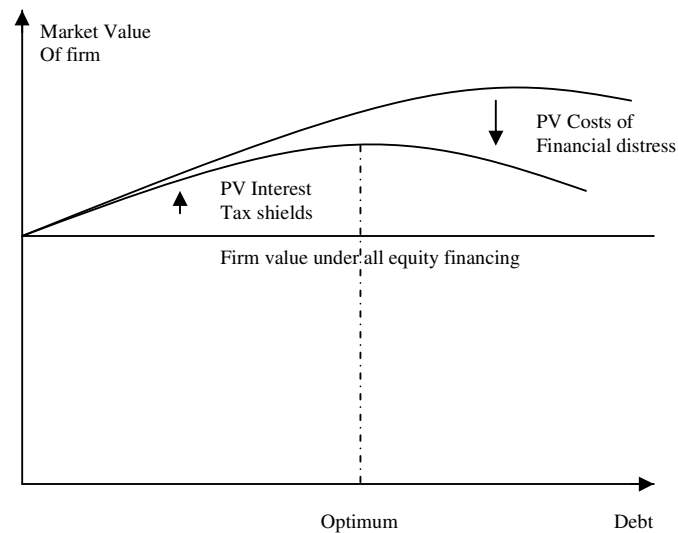 Market Value
Of firm
PV Costs of
Financial distress
PV Interest
Tax shields
Firm value under all equity financing
Optimum
Debt